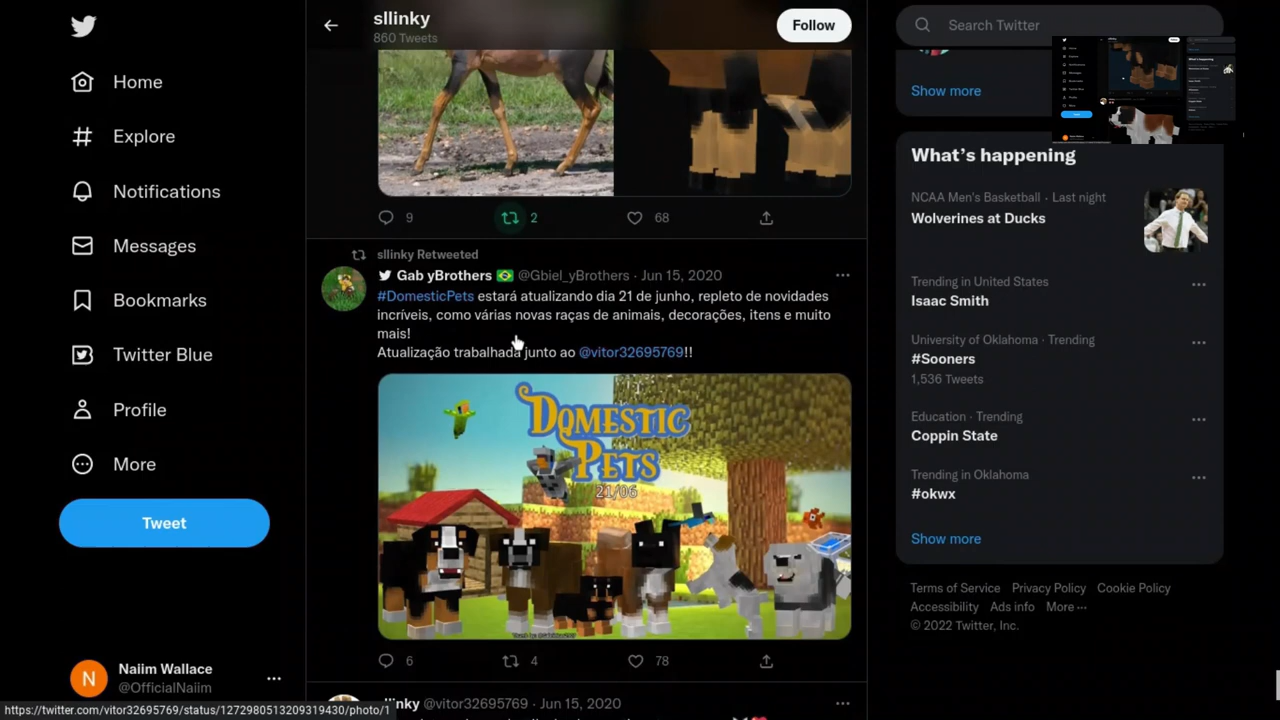 Home
Explore
Notifications
Messages
Bookmarks
Twitter Blue
Profile
More
Tweet
Naiim Wallace
@OfficialNaiim
https://twitter.com/vitor32695769/status/1272980513209319430/photo/1
sllinky
860 Tweets
Follow
9
2
68
sllinky Retweeted
Gab yBrothers 🇧🇷 @Gbiel_yBrothers · Jun 15, 2020
#DomesticPets estará atualizando dia 21 de junho, repleto de novidades
incríveis, como várias novas raças de animais, decorações, itens e muito
mais!
Atualização trabalhada junto ao @vitor32695769!!
DOMESTIC
PETS
21/06
6
4
78
linky @vitor32695769 · Jun 15, 2020
Search Twitter
Show more
What's happening
NCAA Men's Basketball · Last night
Wolverines at Ducks
Trending in United States
Isaac Smith
University of Oklahoma · Trending
#Sooners
1,536 Tweets
Education · Trending
Coppin State
Trending in Oklahoma
#okwx
Show more
Terms of Service Privacy Policy Cookie Policy
Accessibility Ads info More ···
© 2022 Twitter, Inc.